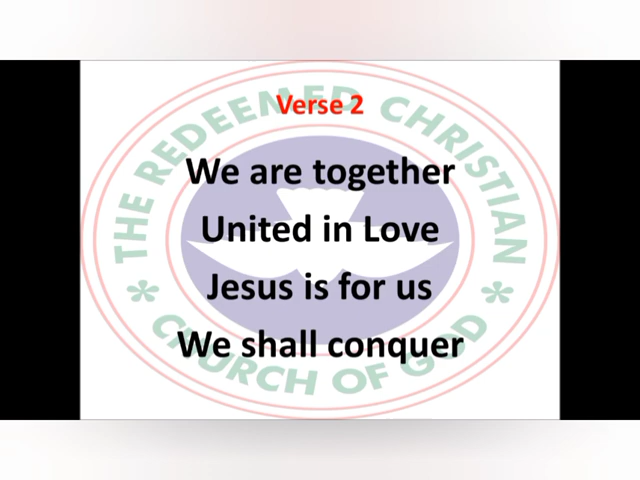 Verse 2
We are together
United in Love
Jesus is for us
We shall conquer
THE REDEEMED CHRISTIAN
* CHURCH OF GOD *